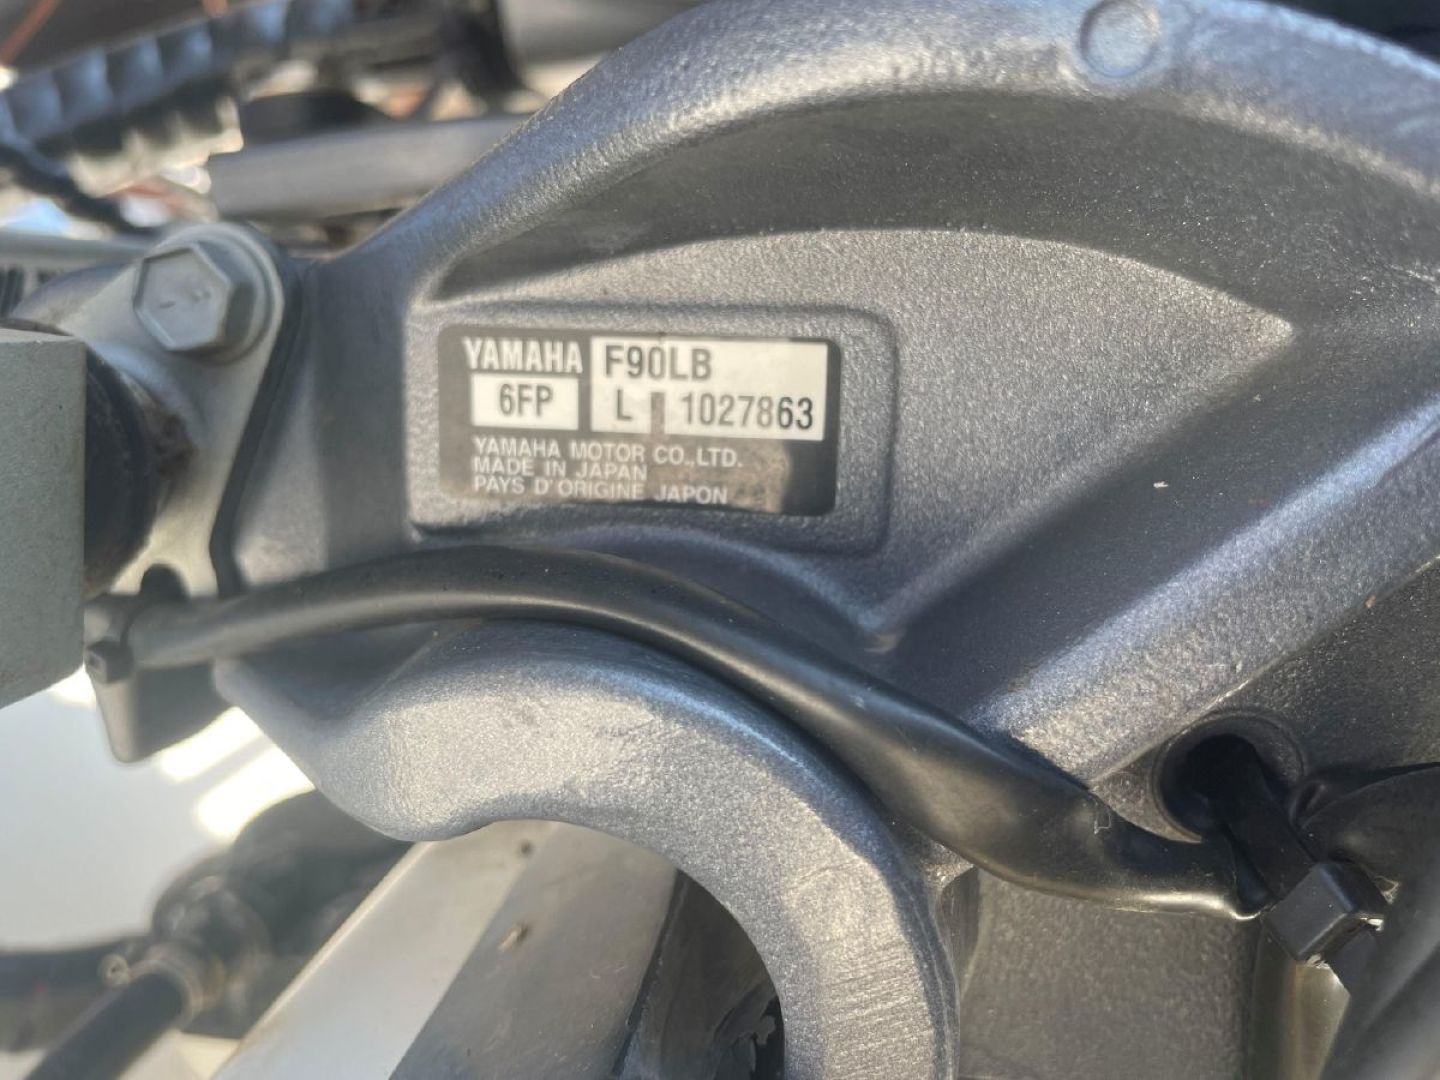 YAMAHA F90LB
6FP L 1027863
YAMAHA MOTOR CO.,LTD.
MADE IN JAPAN
PAYS D'ORIGINE JAPON